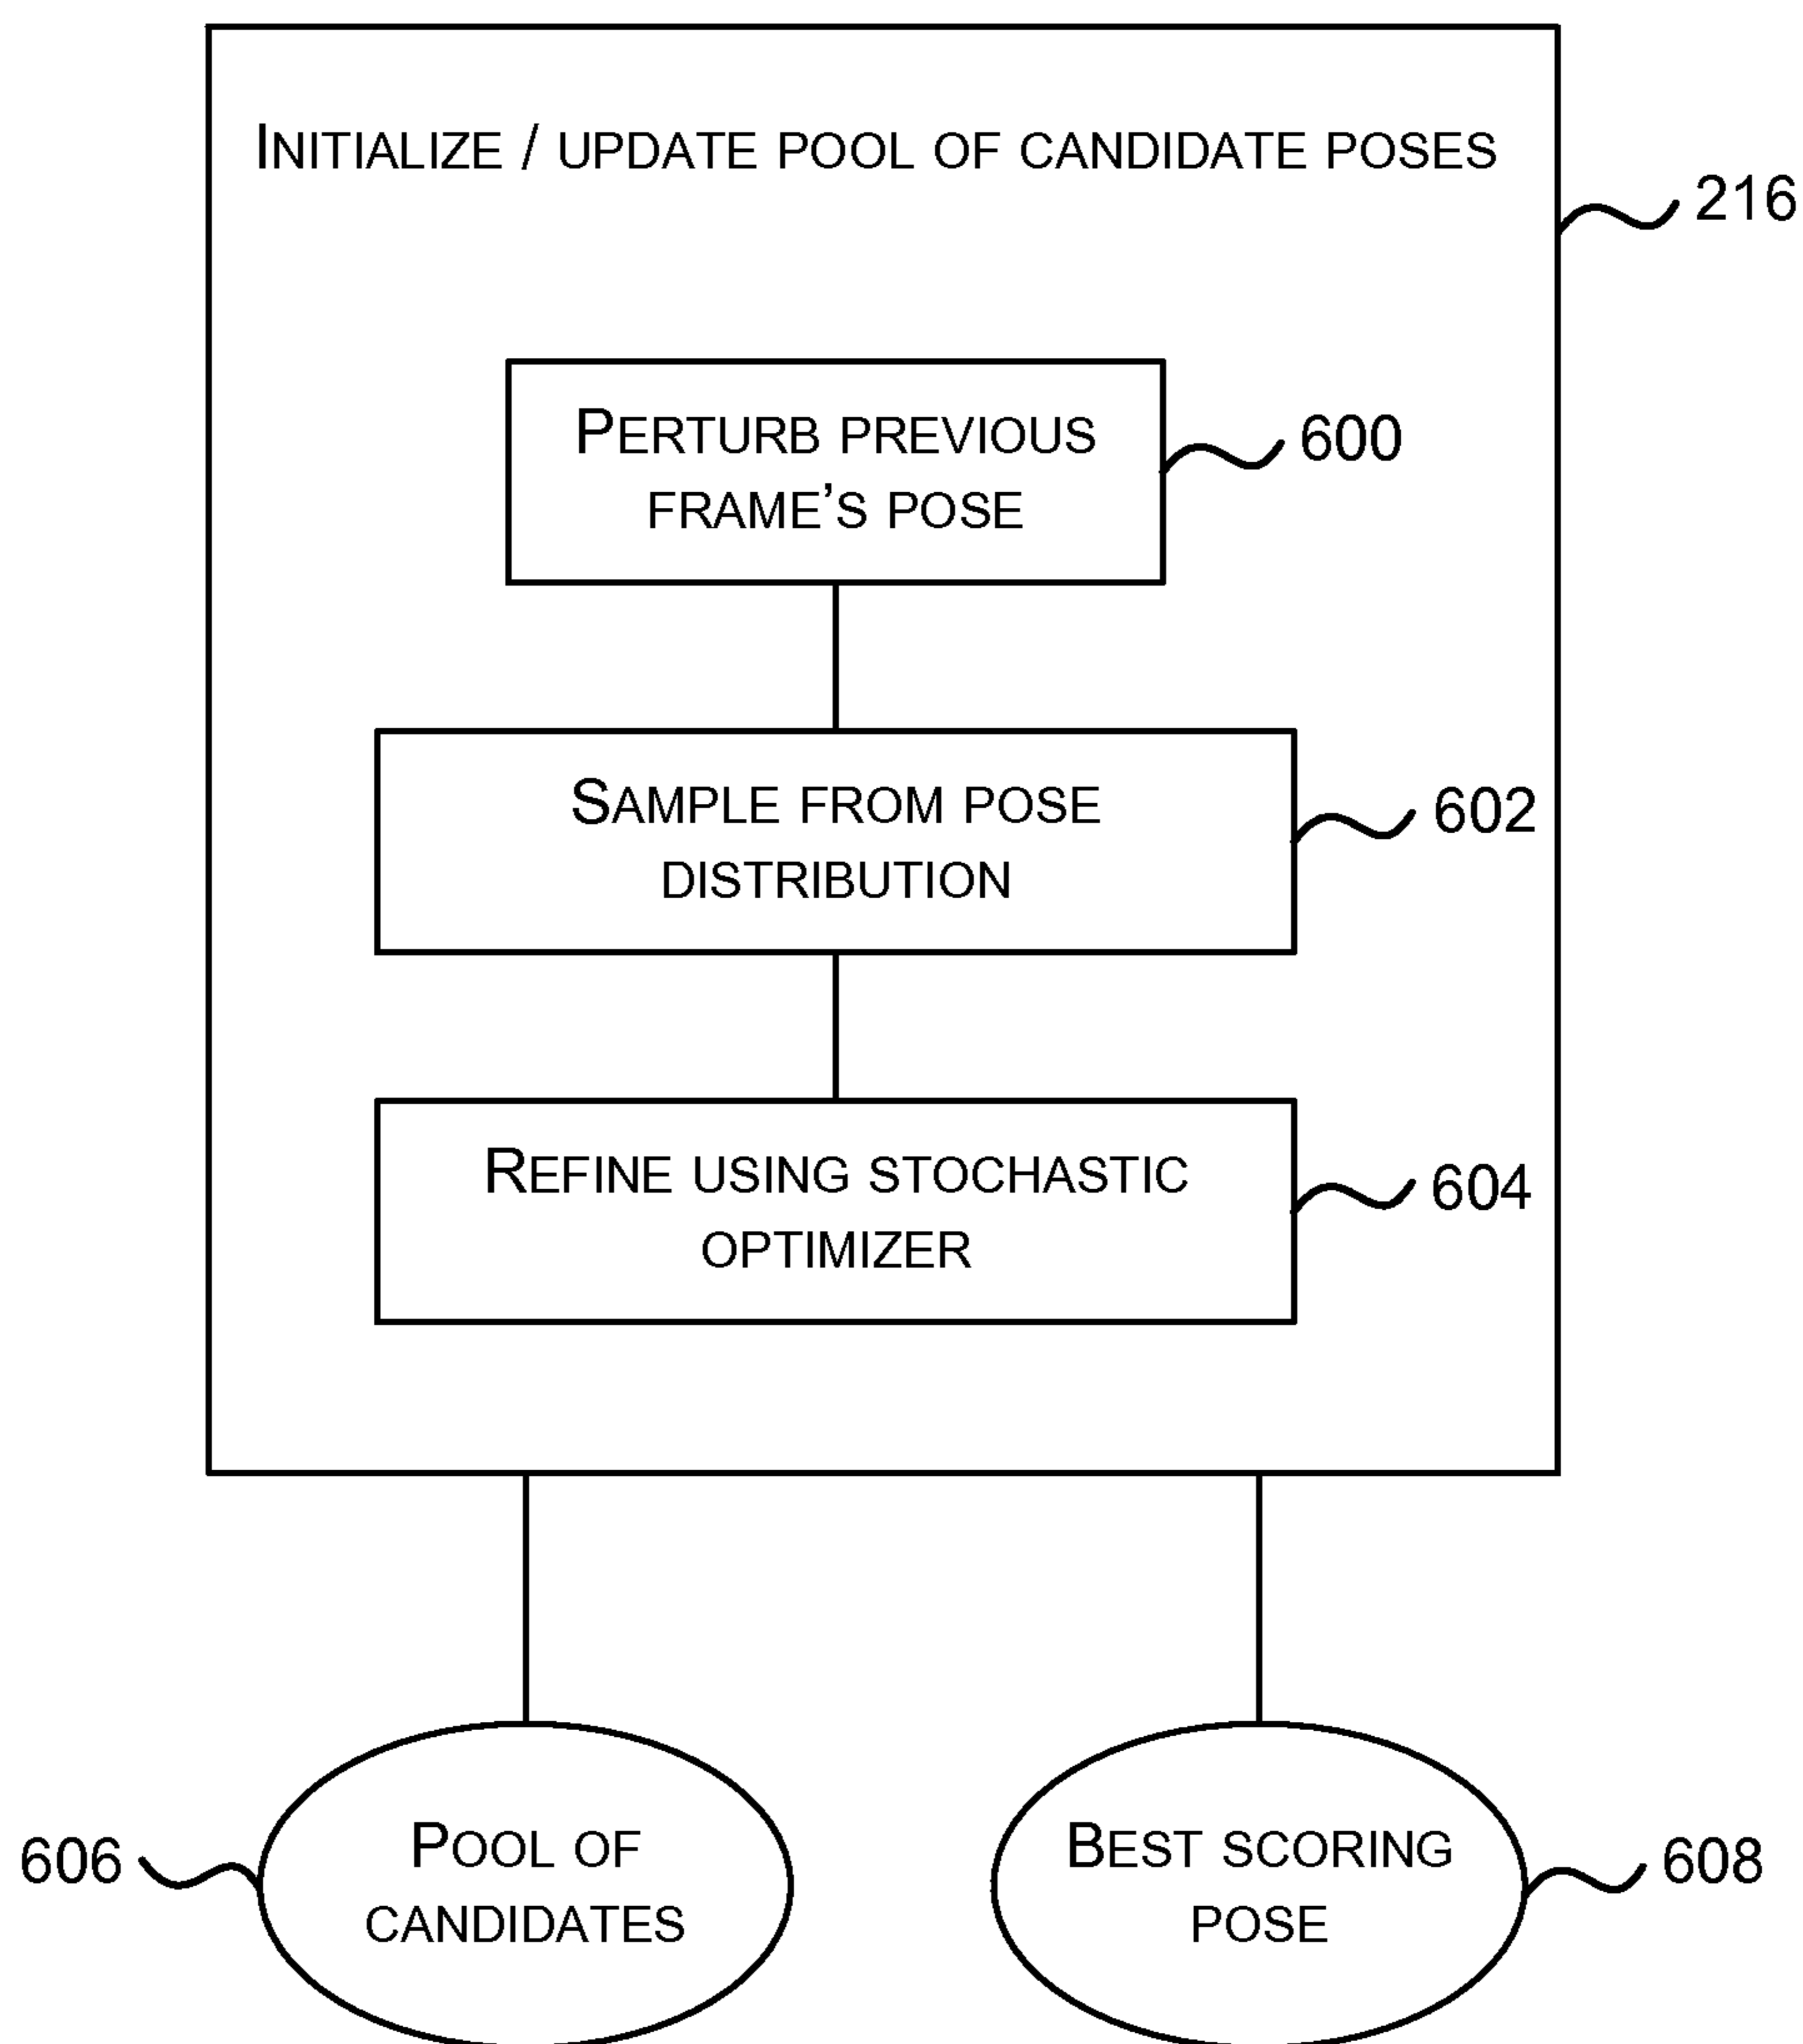 INITIALIZE / UPDATE POOL OF CANDIDATE POSES
216
PERTURB PREVIOUS
FRAME'S POSE
600
SAMPLE FROM POSE
DISTRIBUTION
602
REFINE USING STOCHASTIC
OPTIMIZER
604
606
POOL OF
CANDIDATES
BEST SCORING
POSE
608